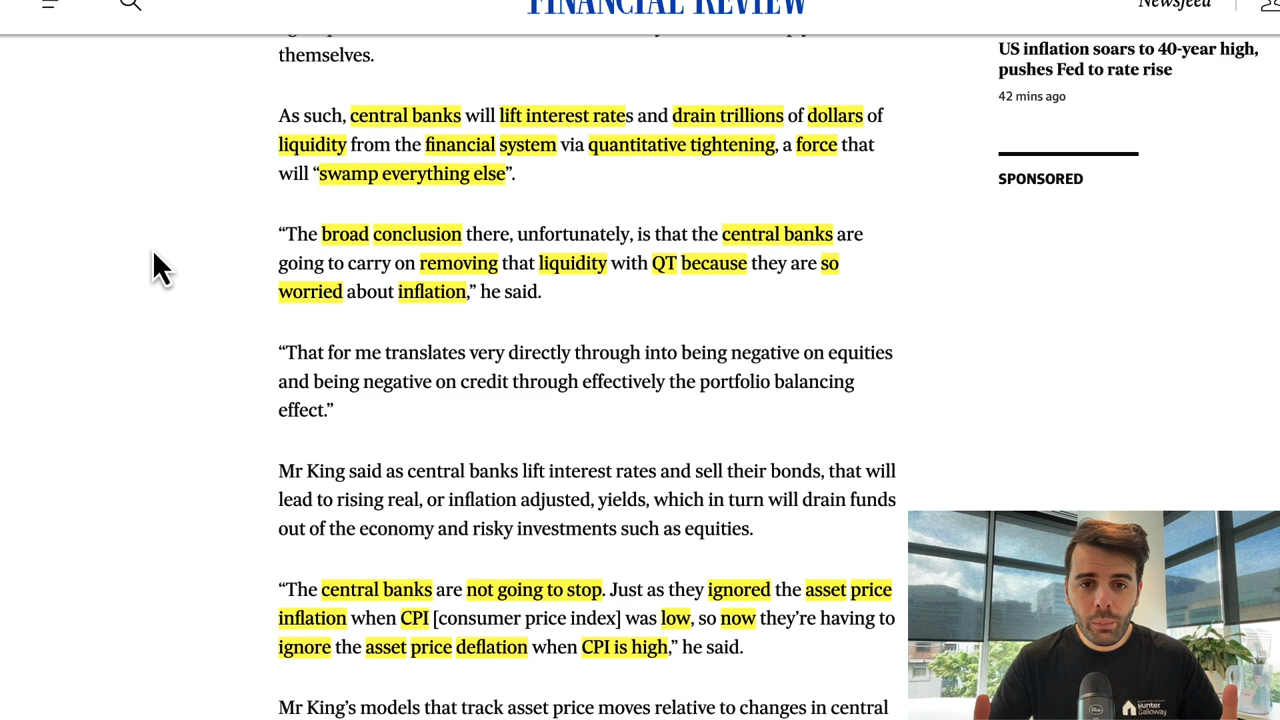 FINANCIAL REVIEW
Newsfeed
themselves.
As such, central banks will lift interest rates and drain trillions of dollars of
liquidity from the financial system via quantitative tightening, a force that
will “swamp everything else”.
“The broad conclusion there, unfortunately, is that the central banks are
going to carry on removing that liquidity with QT because they are so
worried about inflation,” he said.
“That for me translates very directly through into being negative on equities
and being negative on credit through effectively the portfolio balancing
effect.”
Mr King said as central banks lift interest rates and sell their bonds, that will
lead to rising real, or inflation adjusted, yields, which in turn will drain funds
out of the economy and risky investments such as equities.
“The central banks are not going to stop. Just as they ignored the asset price
inflation when CPI [consumer price index] was low, so now they’re having to
ignore the asset price deflation when CPI is high,” he said.
Mr King’s models that track asset price moves relative to changes in central
US inflation soars to 40-year high,
pushes Fed to rate rise
42 mins ago
SPONSORED
Hunter
Galloway